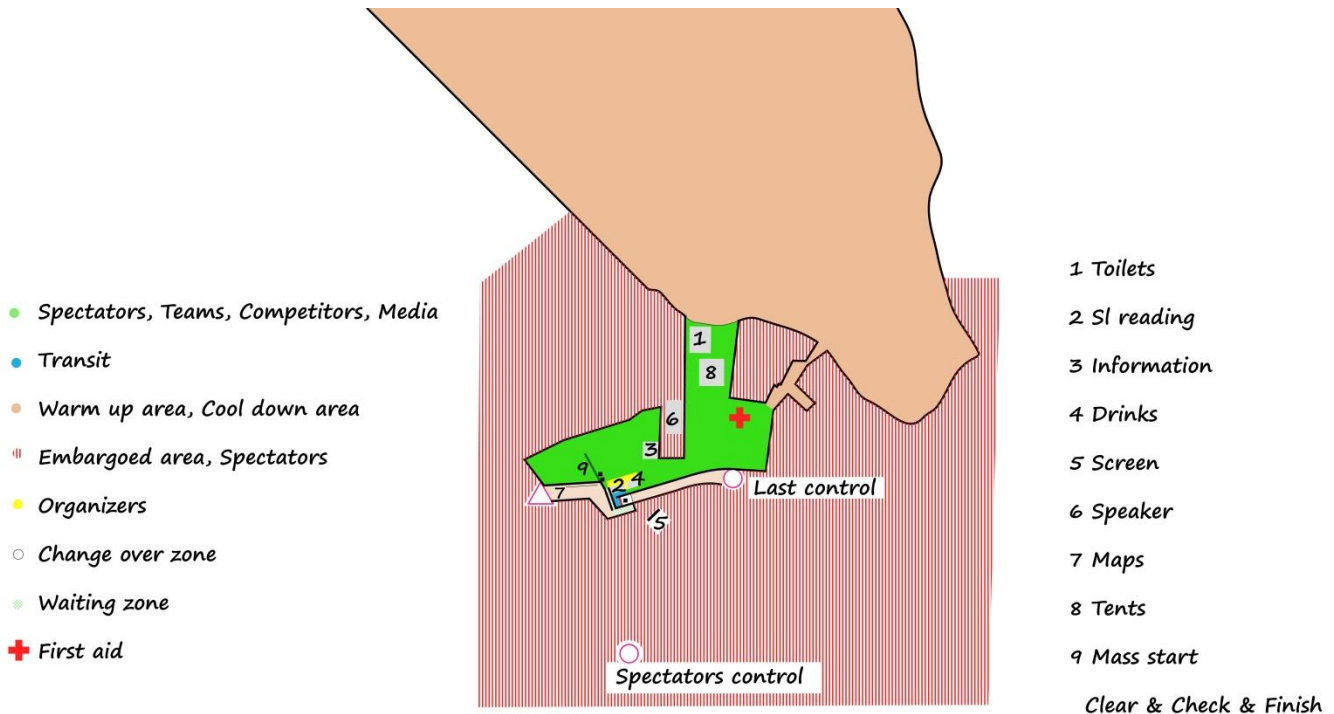 Spectators, Teams, Competitors, Media
Transit
Warm up area, Cool down area
Embargoed area, Spectators
Organizers
Change over zone
Waiting zone
First aid
1
8
6
3
9
2 4
7
5
Last control
Spectators control
1 Toilets
2 Sl reading
3 Information
4 Drinks
5 Screen
6 Speaker
7 Maps
8 Tents
9 Mass start
Clear & Check & Finish